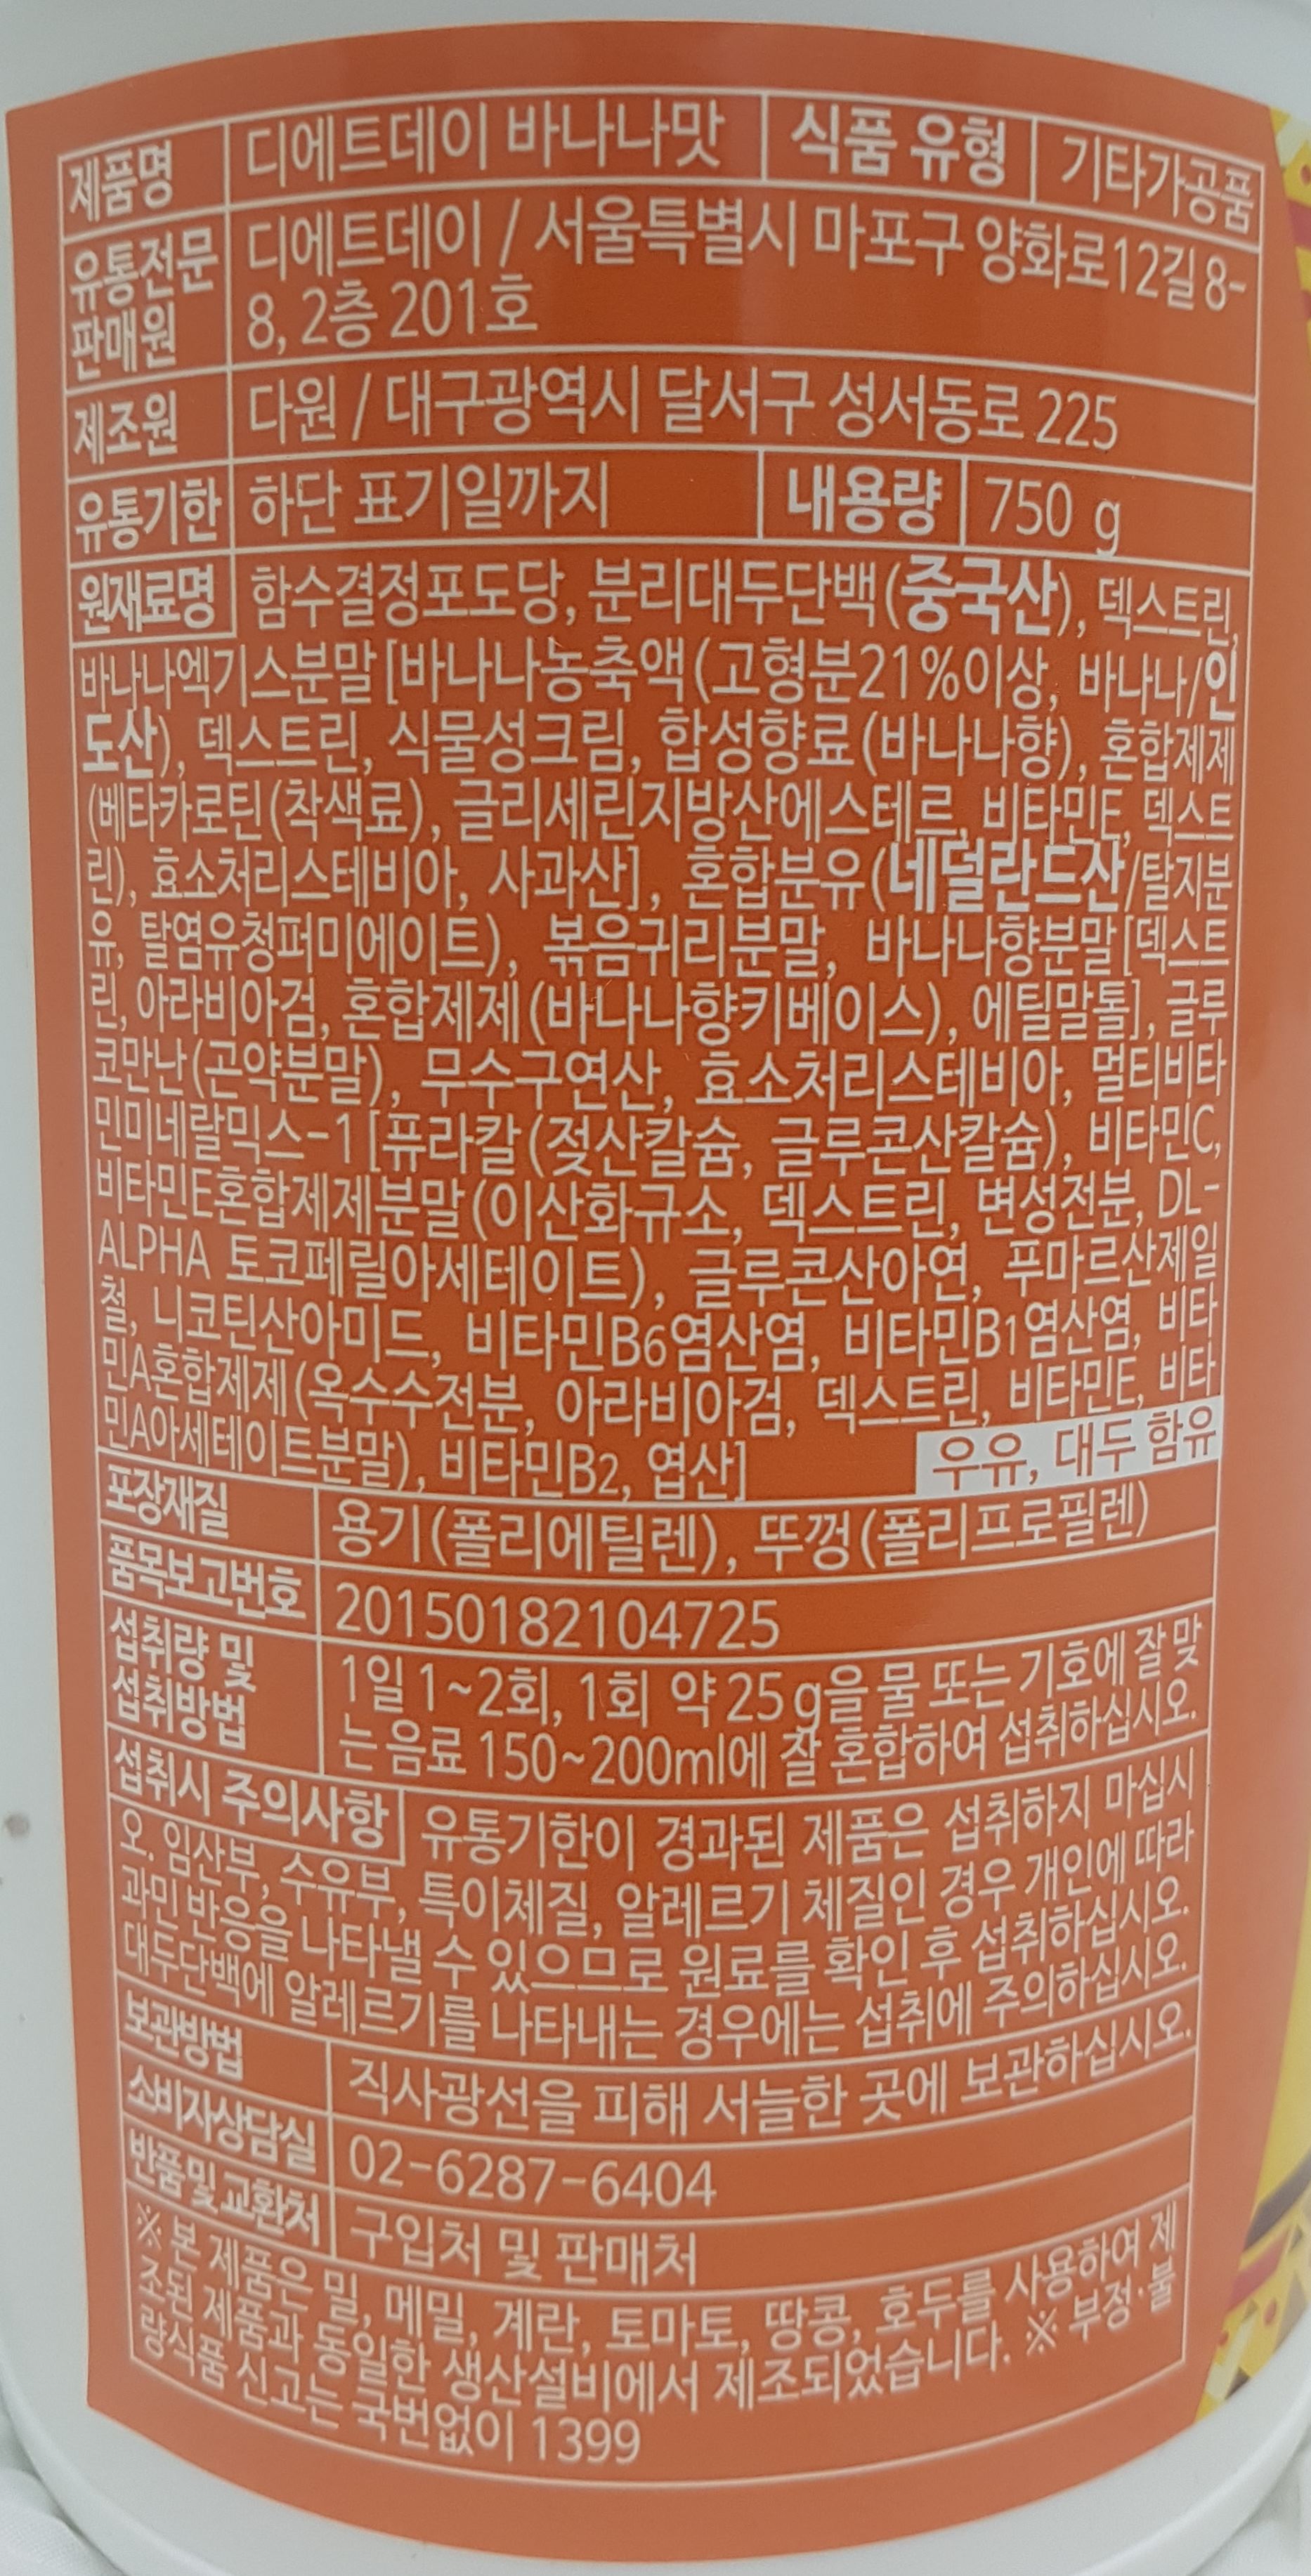 제품명 디에트데이 바나나맛 식품 유형 기타가공품
유통전문 디에트데이 / 서울특별시 마포구 양화로12길 8-
판매원 8, 2층 201호
제조원 다원 / 대구광역시 달서구 성서동로 225
유통기한 하단 표기일까지 내용량 750 g
원재료명 함수결정포도당, 분리대두단백(중국산), 덱스트린,
바나나엑기스분말[바나나농축액(고형분21%이상, 바나나/인
도산), 덱스트린, 식물성크림, 합성향료(바나나향), 혼합제제
(베타카로틴(착색료), 글리세린지방산에스테르, 비타민E, 덱스트
린), 효소처리스테비아, 사과산], 혼합분유(네덜란드산/탈지분
유, 탈염유청퍼미에이트), 볶음귀리분말, 바나나향분말[덱스트
린, 아라비아검, 혼합제제(바나나향키베이스), 에틸말톨], 글루
코만난(곤약분말), 무수구연산, 효소처리스테비아, 멀티비타
민미네랄믹스-1[퓨라칼(젖산칼슘, 글루콘산칼슘), 비타민C,
비타민E혼합제제분말(이산화규소, 덱스트린, 변성전분, DL-
ALPHA 토코페릴아세테이트), 글루콘산아연, 푸마르산제일
철, 니코틴산아미드, 비타민B6염산염, 비타민B1염산염, 비타
민A혼합제제(옥수수전분, 아라비아검, 덱스트린, 비타민E, 비타
민A아세테이트분말), 비타민B2, 엽산] 우유, 대두 함유
포장재질 용기(폴리에틸렌), 뚜껑(폴리프로필렌)
품목보고번호 20150182104725
섭취량 및 1일 1~2회, 1회 약 25g을 물 또는 기호에 잘 맞
섭취방법 는 음료 150~200ml에 잘 혼합하여 섭취하십시오.
섭취시 주의사항 유통기한이 경과된 제품은 섭취하지 마십시
오. 임산부, 수유부, 특이체질, 알레르기 체질인 경우 개인에 따라
과민 반응을 나타낼 수 있으므로 원료를 확인 후 섭취하십시오.
대두단백에 알레르기를 나타내는 경우에는 섭취에 주의하십시오.
보관방법 직사광선을 피해 서늘한 곳에 보관하십시오.
소비자상담실 02-6287-6404
반품 및 교환처 구입처 및 판매처
※ 본 제품은 밀, 메밀, 계란, 토마토, 땅콩, 호두를 사용하여 제
조된 제품과 동일한 생산설비에서 제조되었습니다. ※ 부정·불
량식품 신고는 국번없이 1399